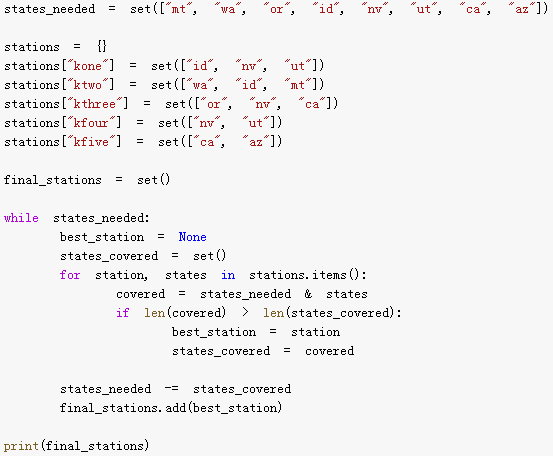 states_needed = set(["mt", "wa", "or", "id", "nv", "ut", "ca", "az"])

stations = {}
stations["kone"] = set(["id", "nv", "ut"])
stations["ktwo"] = set(["wa", "id", "mt"])
stations["kthree"] = set(["or", "nv", "ca"])
stations["kfour"] = set(["nv", "ut"])
stations["kfive"] = set(["ca", "az"])

final_stations = set()

while states_needed:
        best_station = None
        states_covered = set()
        for station, states in stations.items():
                covered = states_needed & states
                if len(covered) > len(states_covered):
                        best_station = station
                        states_covered = covered

        states_needed -= states_covered
        final_stations.add(best_station)

print(final_stations)